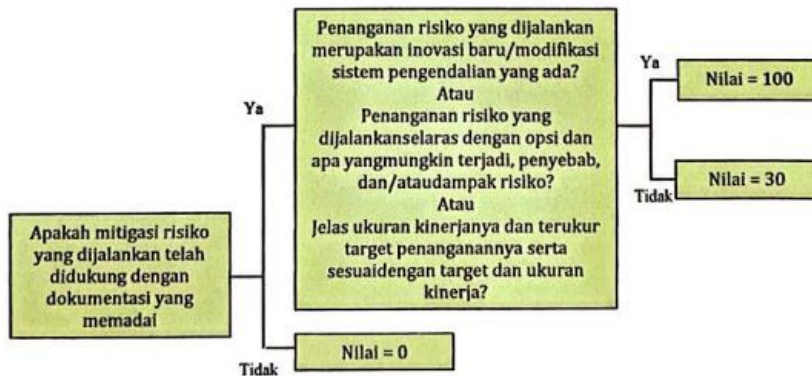 Apakah mitigasi risiko
yang dijalankan telah
didukung dengan
dokumentasi yang
memadai
Ya
Penanganan risiko yang dijalankan
merupakan inovasi baru/modifikasi
sistem pengendalian yang ada?
Atau
Penanganan risiko yang
dijalankanselaras dengan opsi dan
apa yangmungkin terjadi, penyebab,
dan/ataudampak risiko?
Atau
Jelas ukuran kinerjanya dan terukur
target penanganannya serta
sesuaidengan target dan ukuran
kinerja?
Ya
Nilai = 100
Tidak
Nilai = 30
Tidak
Nilai = 0